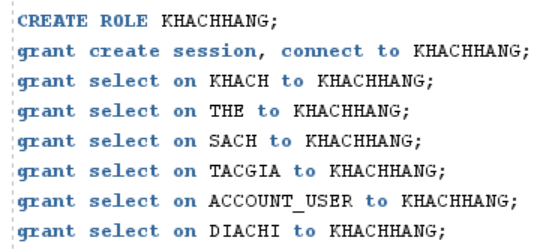 CREATE ROLE KHACHHANG;
grant create session, connect to KHACHHANG;
grant select on KHACH to KHACHHANG;
grant select on THE to KHACHHANG;
grant select on SACH to KHACHHANG;
grant select on TACGIA to KHACHHANG;
grant select on ACCOUNT_USER to KHACHHANG;
grant select on DIACHI to KHACHHANG;